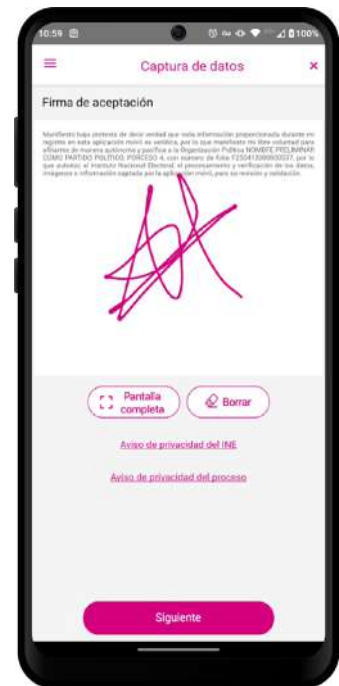 10:59
100%
Captura de datos
×
Firma de aceptación
Manifiesto bajo protesta de decir verdad que toda información proporcionada durante mi
registro en esta aplicación móvil es verídica, por lo que manifiesto mi libre voluntad para
afiliarme de manera autónoma y pacífica a la Organización Política NOMBRE PRELIMINAR
COMO PARTIDO POLÍTICO, PORCESO 4, con número de folio por lo
que autorizo al Instituto Nacional Electoral, el procesamiento y verificación de los datos,
imágenes e información captada por la aplicación móvil, para su revisión y validación.
Pantalla
completa
Borrar
Aviso de privacidad del INE
Aviso de privacidad del proceso
Siguiente